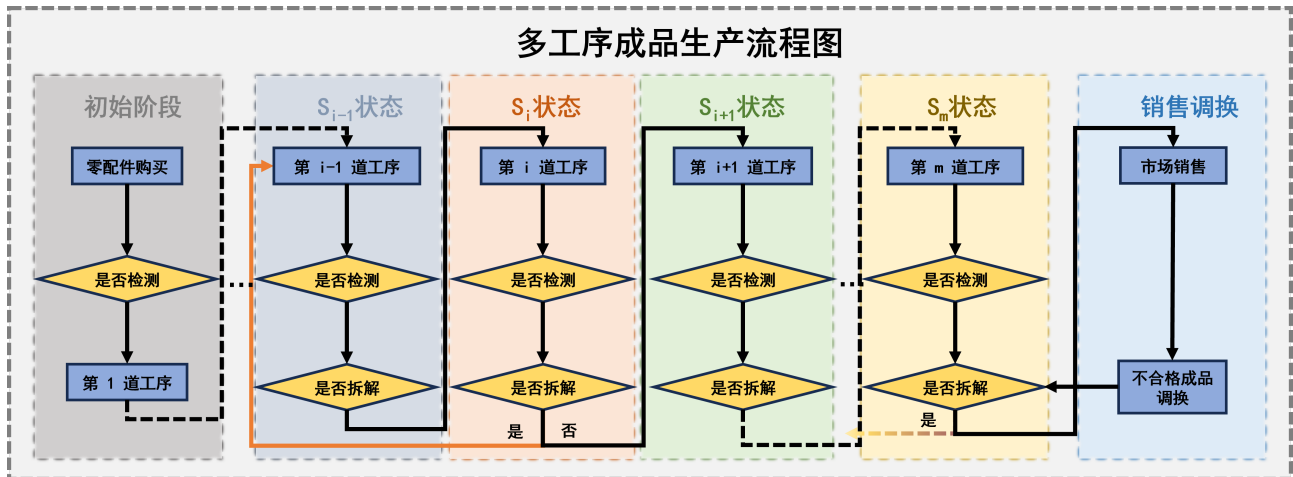 多工序成品生产流程图
初始阶段
零配件购买
是否检测
第 1 道工序
S_{i-1}状态
第 i-1 道工序
是否检测
是否拆解
S_i状态
第 i 道工序
是否检测
是否拆解
是
否
S_{i+1}状态
第 i+1 道工序
是否检测
是否拆解
S_m状态
第 m 道工序
是否检测
是否拆解
是
销售调换
市场销售
不合格成品
调换